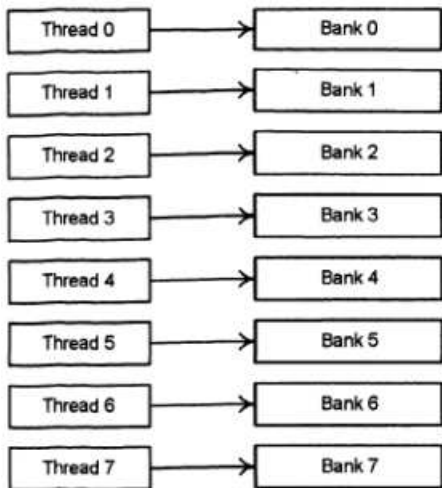 Thread 0 Bank 0
Thread 1 Bank 1
Thread 2 Bank 2
Thread 3 Bank 3
Thread 4 Bank 4
Thread 5 Bank 5
Thread 6 Bank 6
Thread 7 Bank 7